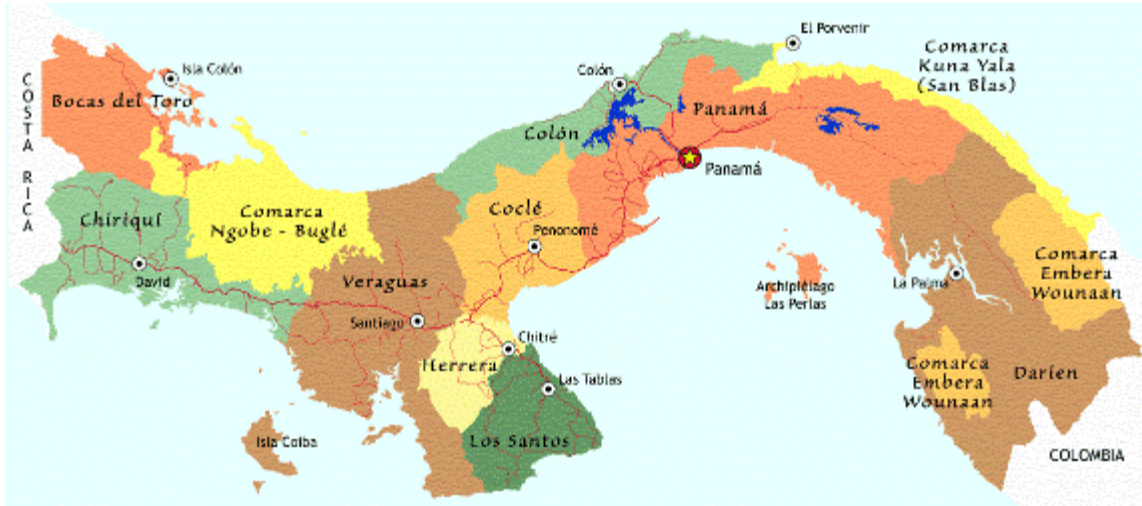 El Porvenir
Isla Colón
Comarca
Kuna Yala
(San Blas)
Colón
COSTA RICA
Bocas del Toro
Panamá
Colón
Panamá
Chiriquí
Comarca
Ngobe - Buglé
Coclé
Penonomé
David
Veraguas
Archipiélago
Las Perlas
La Palma
Comarca
Embera
Wounaan
Santiago
Chitré
Herrera
Las Tablas
Comarca
Embera
Wounaan
Daríen
Isla Coiba
Los Santos
COLOMBIA